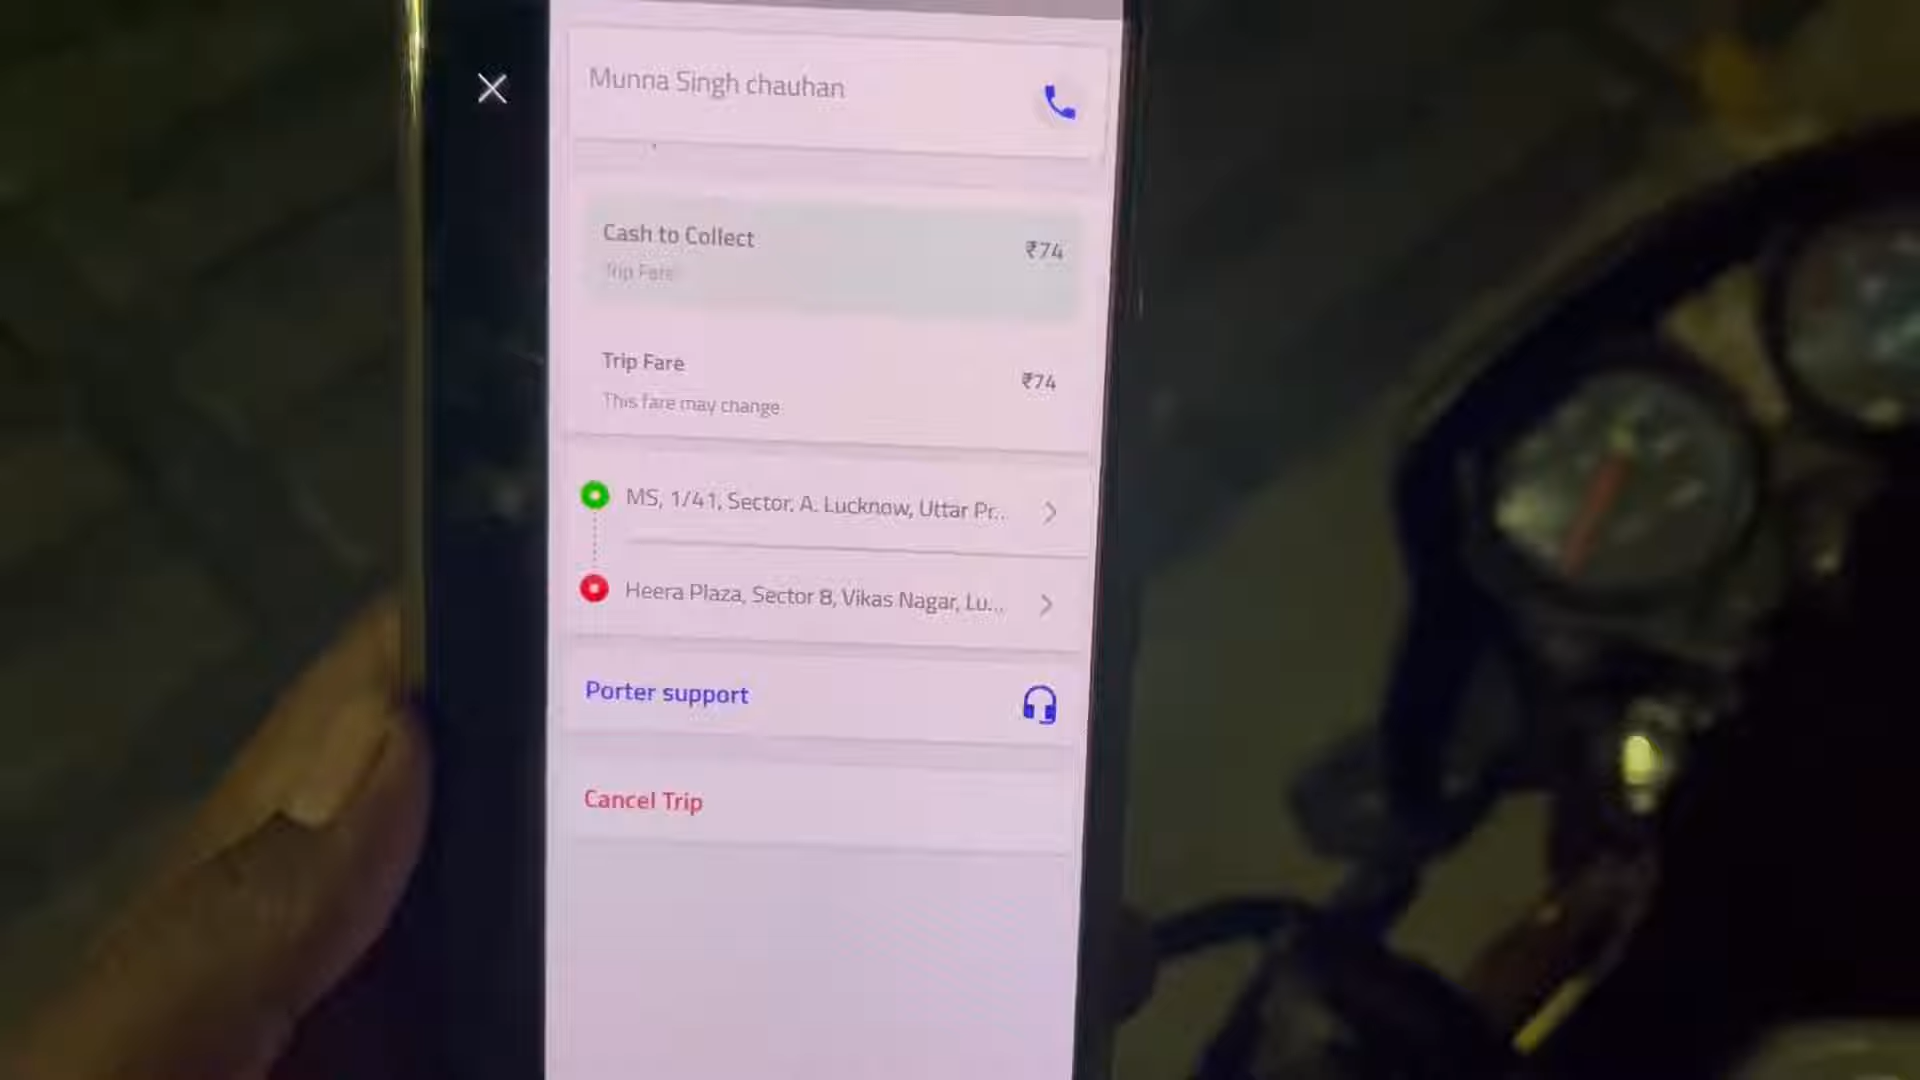 Munna Singh chauhan
Cash to Collect
₹74
Trip Fare
Trip Fare
₹74
This fare may change
MS, 1/41, Sector. A. Lucknow, Uttar Pr...
Heera Plaza, Sector 8, Vikas Nagar, Lu...
Porter support
Cancel Trip